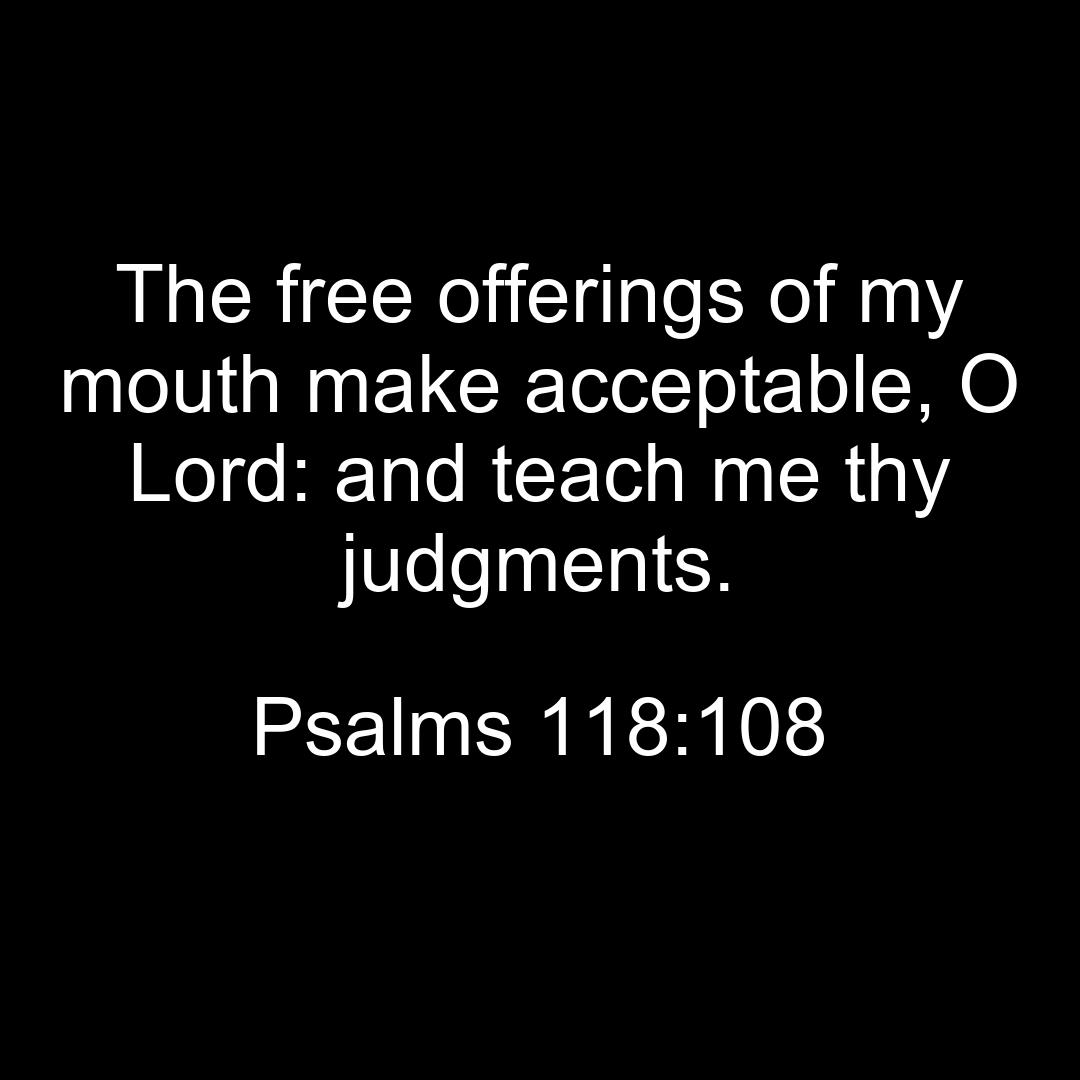 The free offerings of my
mouth make acceptable, O
Lord: and teach me thy
judgments.
Psalms 118:108